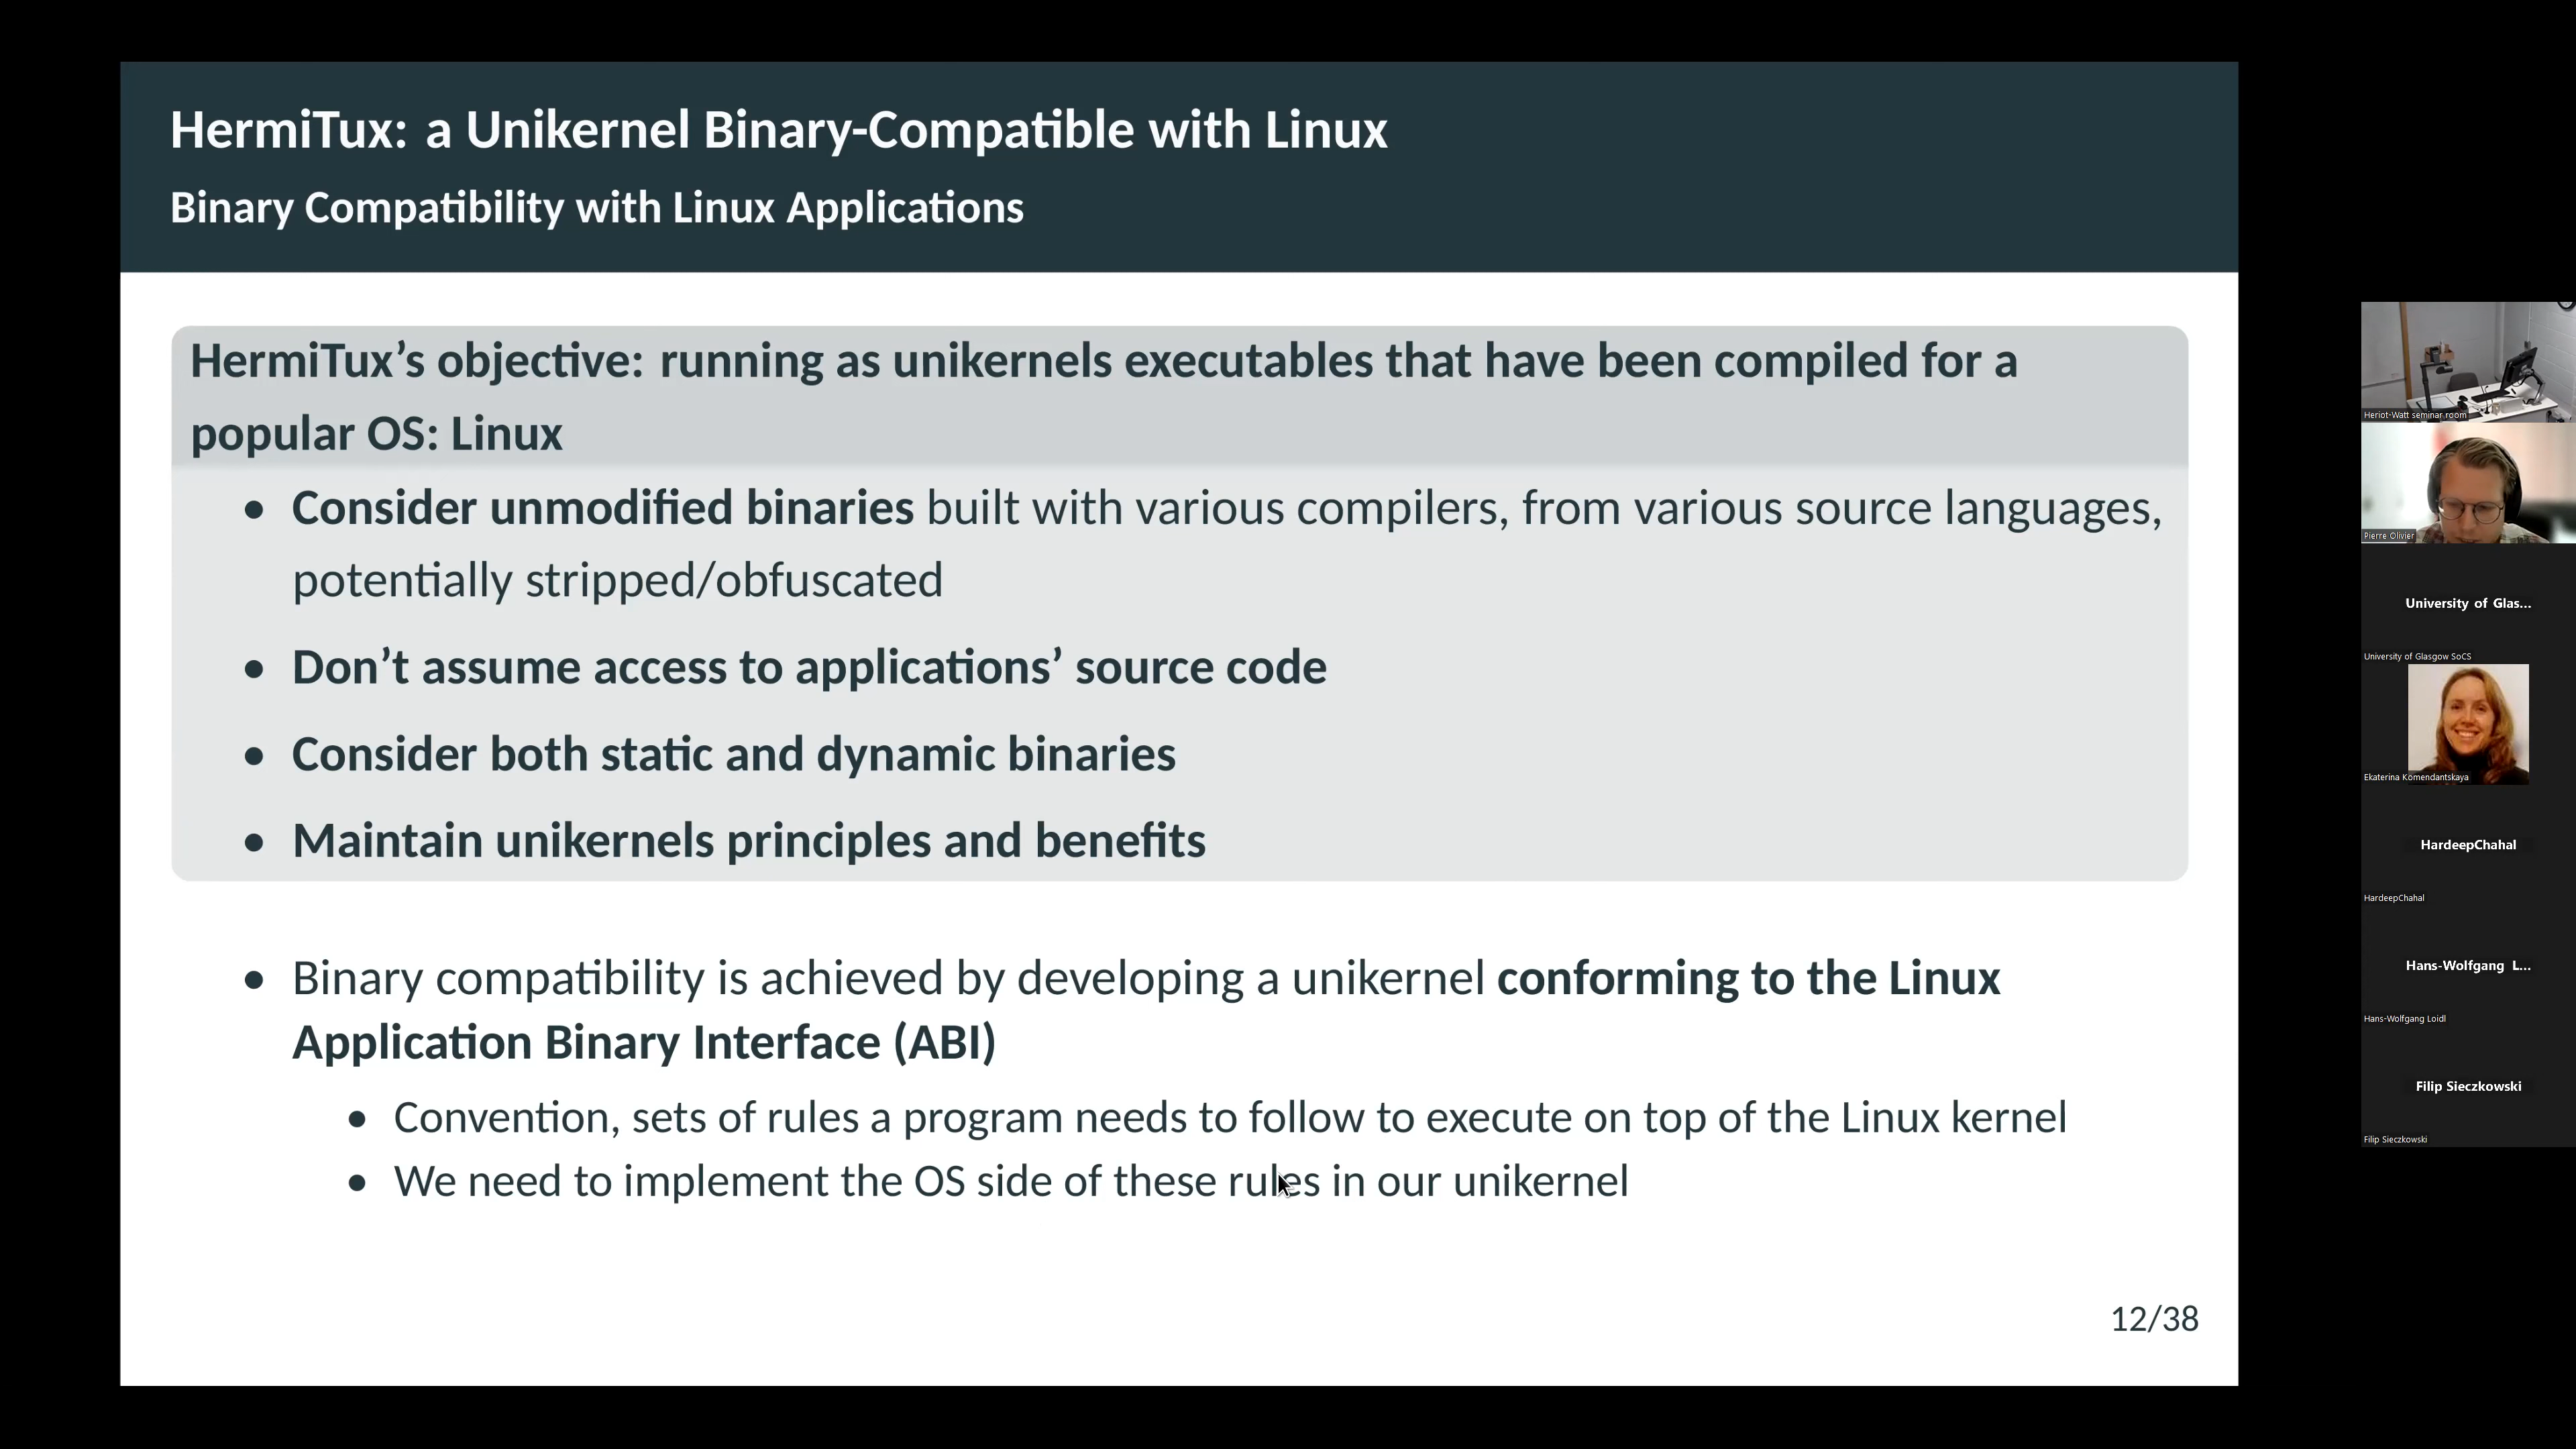 HermiTux: a Unikernel Binary-Compatible with Linux
Binary Compatibility with Linux Applications
HermiTux’s objective: running as unikernels executables that have been compiled for a
popular OS: Linux
• Consider unmodified binaries built with various compilers, from various source languages,
potentially stripped/obfuscated
• Don’t assume access to applications’ source code
• Consider both static and dynamic binaries
• Maintain unikernels principles and benefits
• Binary compatibility is achieved by developing a unikernel conforming to the Linux
Application Binary Interface (ABI)
• Convention, sets of rules a program needs to follow to execute on top of the Linux kernel
• We need to implement the OS side of these rules in our unikernel
12/38
Heriot-Watt seminar room
Pierre Olivier
University of Glas...
University of Glasgow SoCS
Ekaterina Komendantskaya
HardeepChahal
HardeepChahal
Hans-Wolfgang L...
Hans-Wolfgang Loidl
Filip Sieczkowski
Filip Sieczkowski